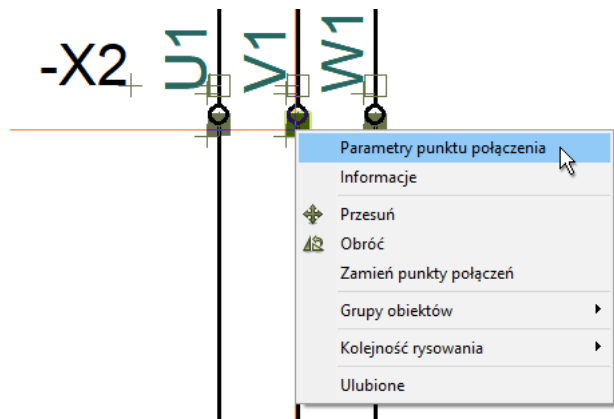 -X2 U1 V1 W1
Parametry punktu połączenia
Informacje
Przesuń
Obróć
Zamień punkty połączeń
Grupy obiektów
Kolejność rysowania
Ulubione